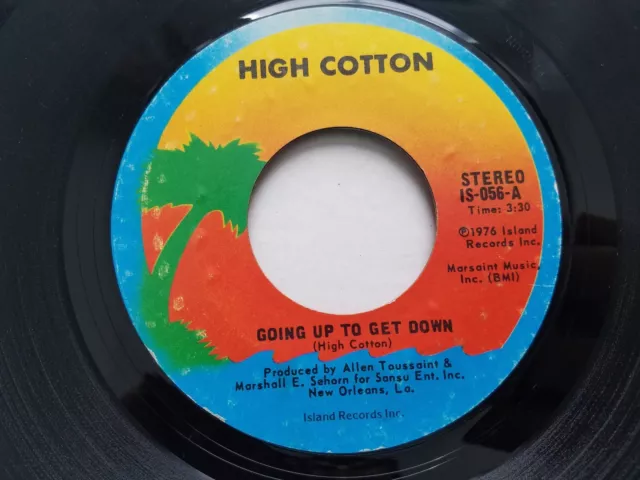 HIGH COTTON
STEREO
IS-056-A
Time: 3:30
℗1976 Island
Records Inc.
Marsaint Music,
Inc. (BMI)
GOING UP TO GET DOWN
(High Cotton)
Produced by Allen Toussaint &
Marshall E. Sehorn for Sansu Ent. Inc.
New Orleans, La.
Island Records Inc.